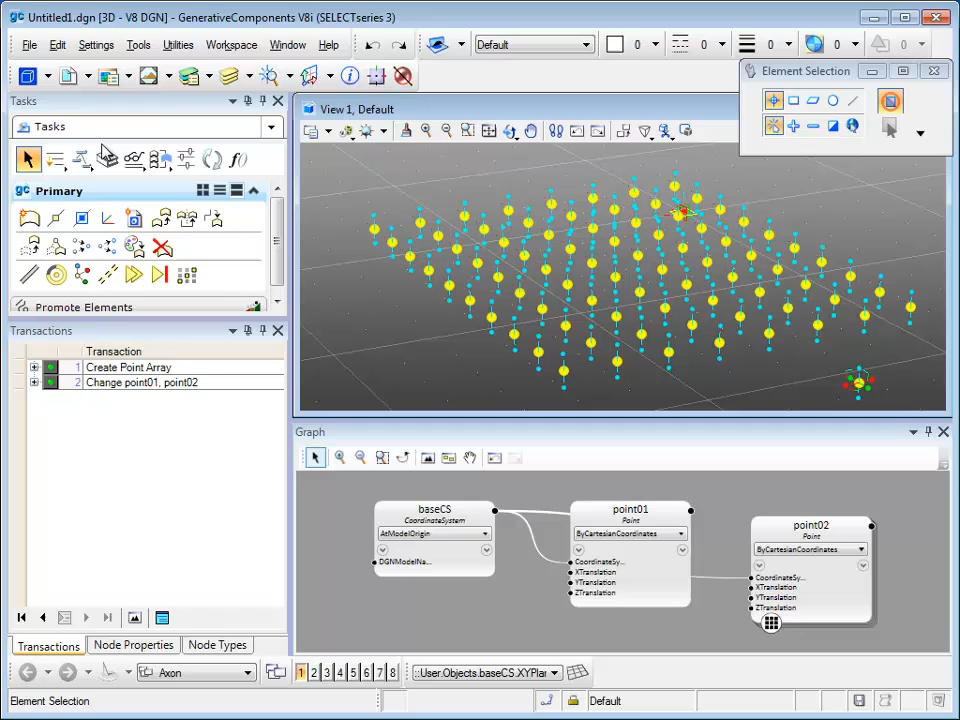 Untitled1.dgn [3D - V8 DGN] - GenerativeComponents V8i (SELECTseries 3)
File Edit Settings Tools Utilities Workspace Window Help
Default 0 0 0 0 0
Element Selection
Tasks
View 1, Default
Tasks
Primary
Promote Elements
Transactions
Transaction
1 Create Point Array
2 Change point01, point02
Graph
baseCS
CoordinateSystem
AtModelOrigin
DGNModelNa...
point01
Point
ByCartesianCoordinates
CoordinateSy...
XTranslation
YTranslation
ZTranslation
point02
Point
ByCartesianCoordinates
CoordinateSy...
XTranslation
YTranslation
ZTranslation
Transactions Node Properties Node Types
Axon 1 2 3 4 5 6 7 8 ::User.Objects.baseCS.XYPlar
Element Selection Default